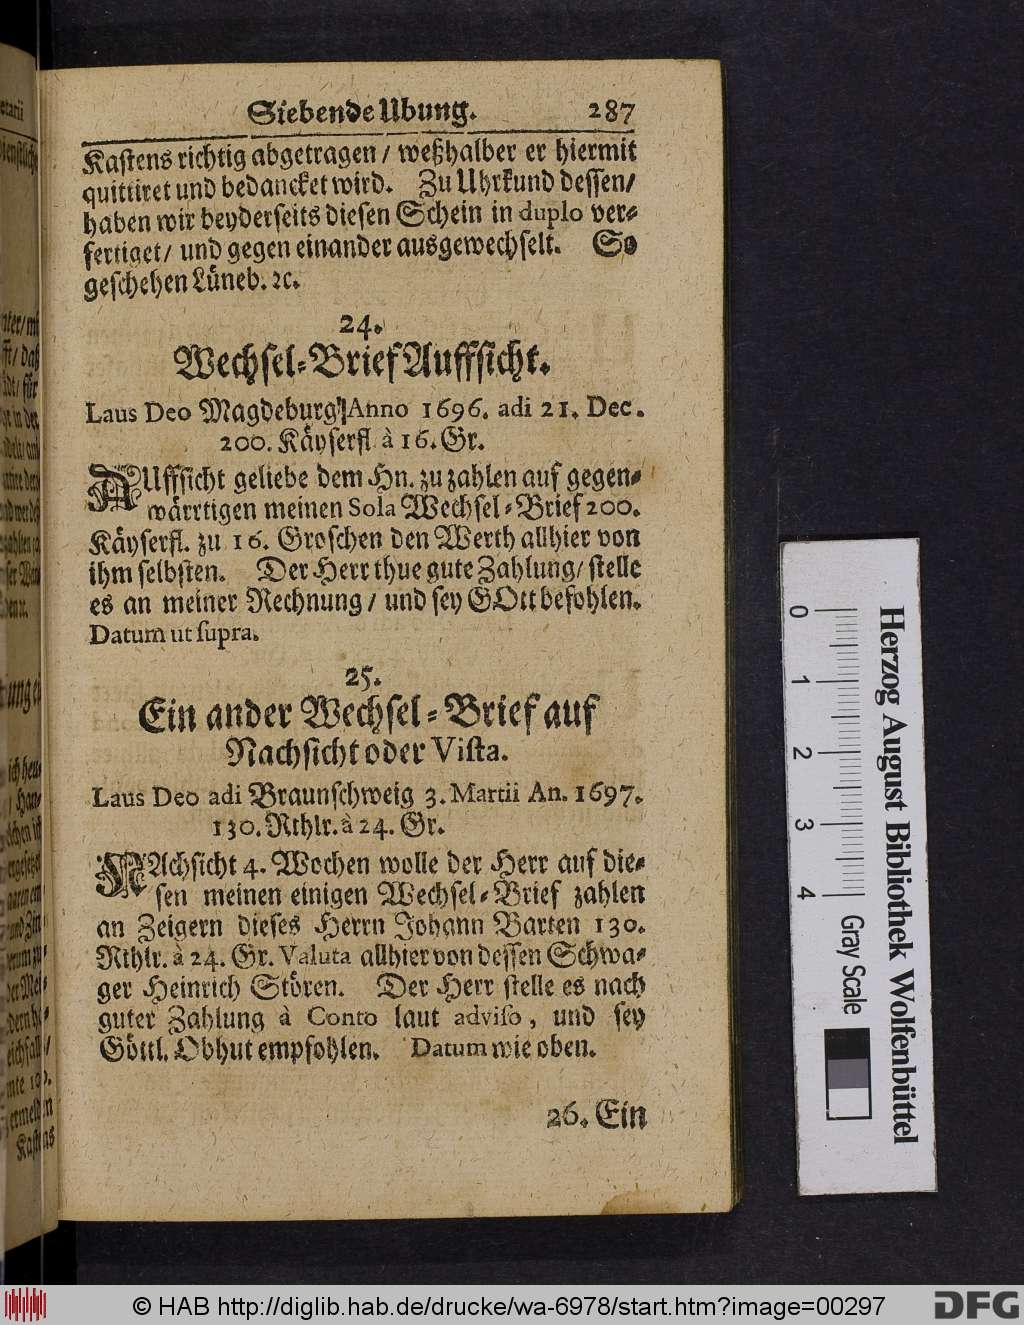 Siebende Ubung. 287
Kastens richtig abgetragen / weßhalber er hiermit
quittiret und bedancket wird. Zu Uhrkund dessen/
haben wir beyderseits diesen Schein in duplo ver-
fertiget/ und gegen einander ausgewechselt. So
geschehen Lüneb. ꝛc.
24.
Wechsel-Brief Auffsicht.
Laus Deo Magdeburg/ Anno 1696. adi 21. Dec.
200. Käyserfl. à 16. Gr.
AUffsicht geliebe dem Hn. zu zahlen auf gegen-
wärrtigen meinen Sola Wechsel-Brief 200.
Käyserfl. zu 16. Groschen den Werth allhier von
ihm selbsten. Der Herr thue gute Zahlung/ stelle
es an meiner Rechnung / und sey GOtt befohlen.
Datum ut supra.
25.
Ein ander Wechsel-Brief auf
Nachsicht oder Vista.
Laus Deo adi Braunschweig 3. Martii An. 1697.
130. Rthlr. à 24. Gr.
NAchsicht 4. Wochen wolle der Herr auf die-
sen meinen einigen Wechsel-Brief zahlen
an Zeigern dieses Herrn Johann Barten 130.
Rthlr. à 24. Gr. Valuta allhier von dessen Schwa-
ger Heinrich Stören. Der Herr stelle es nach
guter Zahlung à Conto laut adviso, und sey
Göttl. Obhut empfohlen. Datum wie oben.
26. Ein
0 1 2 3 4
Gray Scale
Herzog August Bibliothek Wolfenbüttel
© HAB http://diglib.hab.de/drucke/wa-6978/start.htm?image=00297
DFG